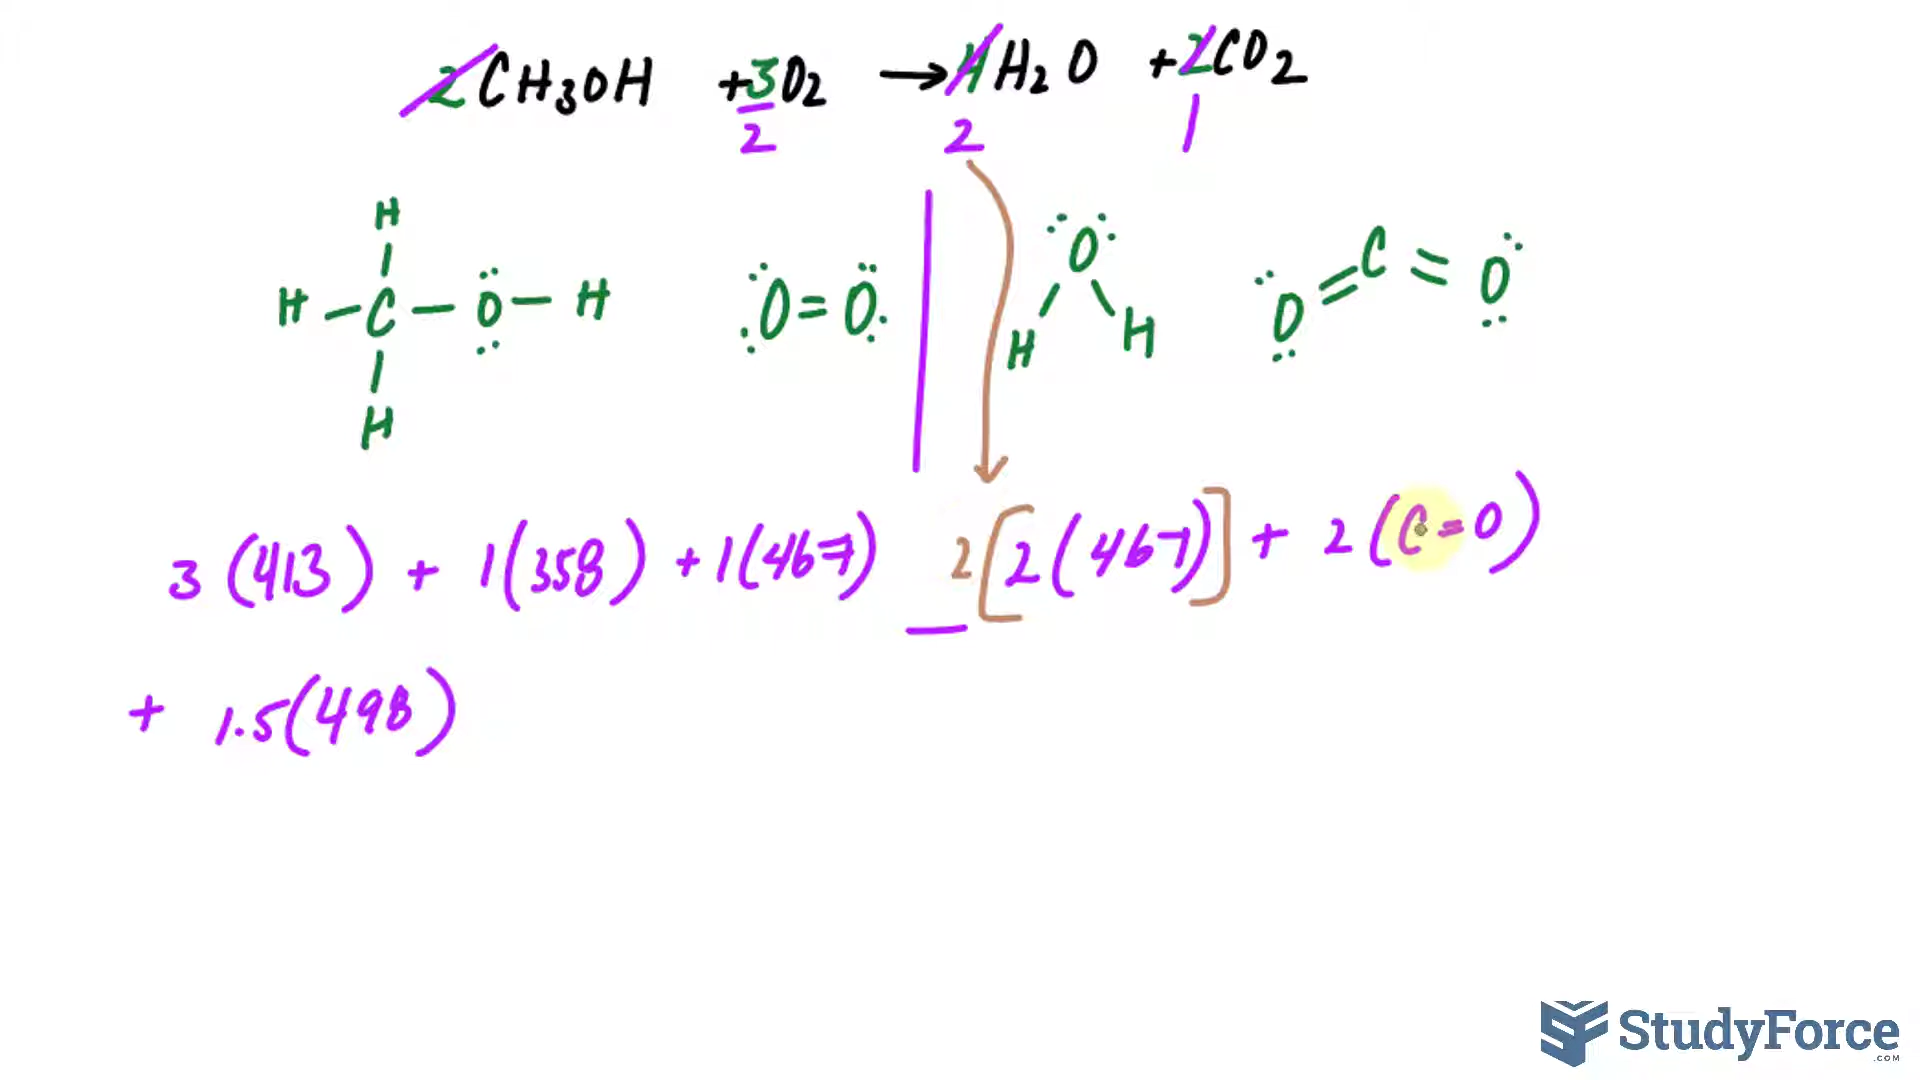 2CH3OH +3O2 → 4H2O +2CO2
2 2 1
H
H - C - O - H
H
O = O
O
H H
O = C = O
3 (413) + 1(358) + 1(467) - 2[2(467)] + 2(C=O)
+ 1.5(498)
StudyForce
.COM